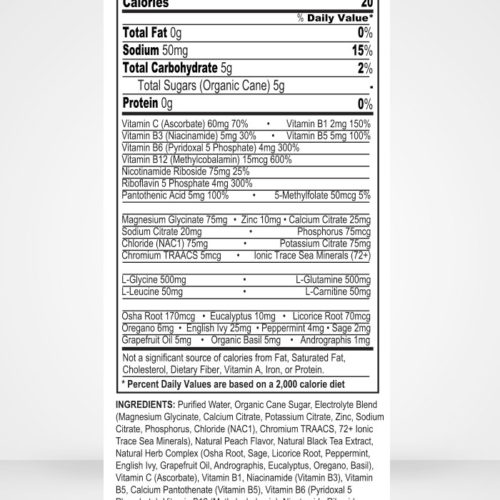 Calories 20
% Daily Value*
Total Fat 0g 0%
Sodium 50mg 15%
Total Carbohydrate 5g 2%
Total Sugars (Organic Cane) 5g •
Protein 0g 0%
Vitamin C (Ascorbate) 60mg 70% • Vitamin B1 2mg 150%
Vitamin B3 (Niacinamide) 5mg 30% • Vitamin B5 5mg 100%
Vitamin B6 (Pyridoxal 5 Phosphate) 4mg 300%
Vitamin B12 (Methylcobalamin) 15mcg 600%
Nicotinamide Riboside 75mg 25%
Riboflavin 5 Phosphate 4mg 300%
Pantothenic Acid 5mg 100% • 5-Methylfolate 50mcg 5%
Magnesium Glycinate 75mg • Zinc 10mg • Calcium Citrate 25mg
Sodium Citrate 20mg • Phosphorus 75mcg
Chloride (NAC1) 75mg • Potassium Citrate 75mg
Chromium TRAACS 5mcg • Ionic Trace Sea Minerals (72+)
L-Glycine 500mg • L-Glutamine 500mg
L-Leucine 50mg • L-Carnitine 50mg
Osha Root 170mcg • Eucalyptus 10mg • Licorice Root 70mcg
Oregano 6mg • English Ivy 25mg • Peppermint 4mg • Sage 2mg
Grapefruit Oil 5mg • Organic Basil 5mg • Andrographis 1mg
Not a significant source of calories from Fat, Saturated Fat,
Cholesterol, Dietary Fiber, Vitamin A, Iron, or Protein.
* Percent Daily Values are based on a 2,000 calorie diet
INGREDIENTS: Purified Water, Organic Cane Sugar, Electrolyte Blend
(Magnesium Glycinate, Calcium Citrate, Potassium Citrate, Zinc, Sodium
Citrate, Phosphorus, Chloride (NAC1), Chromium TRAACS, 72+ Ionic
Trace Sea Minerals), Natural Peach Flavor, Natural Black Tea Extract,
Natural Herb Complex (Osha Root, Sage, Licorice Root, Peppermint,
English Ivy, Grapefruit Oil, Andrographis, Eucalyptus, Oregano, Basil),
Vitamin C (Ascorbate), Vitamin B1, Niacinamide (Vitamin B3), Vitamin
B5, Calcium Pantothenate (Vitamin B5), Vitamin B6 (Pyridoxal 5